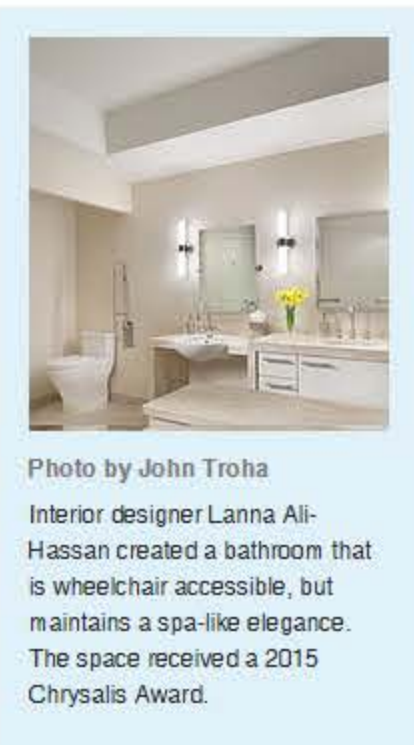 Photo by John Troha
Interior designer Lanna Ali-
Hassan created a bathroom that
is wheelchair accessible, but
maintains a spa-like elegance.
The space received a 2015
Chrysalis Award.